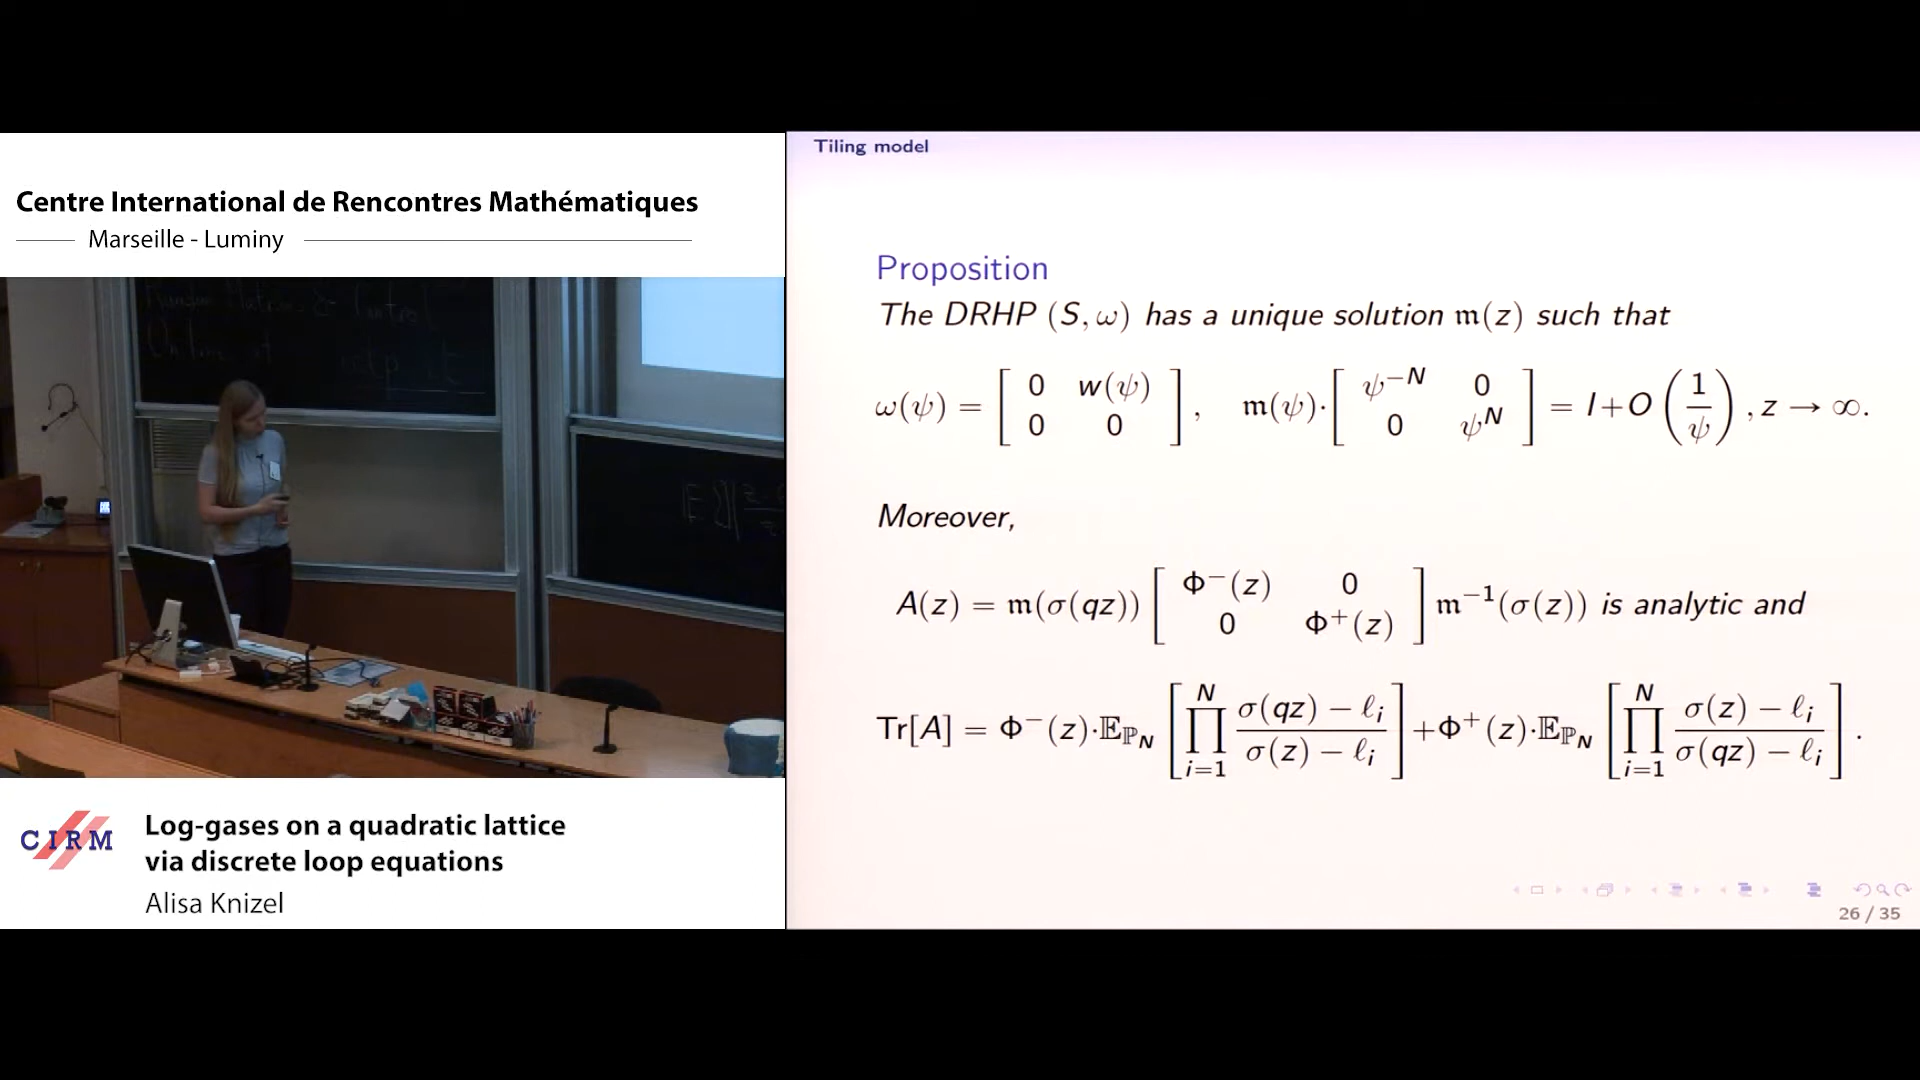 Centre International de Rencontres Mathématiques
Marseille - Luminy
CIRM
Log-gases on a quadratic lattice
via discrete loop equations
Alisa Knizel
Tiling model
Proposition
The DRHP (S, ω) has a unique solution 𝔪(z) such that
ω(ψ) = [ 0 w(ψ) ; 0 0 ], 𝔪(ψ)· [ ψ^{-N} 0 ; 0 ψ^N ] = I+O (1/ψ), z → ∞.
Moreover,
A(z) = 𝔪(σ(qz)) [ Φ⁻(z) 0 ; 0 Φ⁺(z) ] 𝔪⁻¹(σ(z)) is analytic and
Tr[A] = Φ⁻(z)·𝔼_{ℙ_N} [ ∏_{i=1}^{N} (σ(qz) − ℓ_i)/(σ(z) − ℓ_i) ] +Φ⁺(z)·𝔼_{ℙ_N} [ ∏_{i=1}^{N} (σ(z) − ℓ_i)/(σ(qz) − ℓ_i) ] .
26 / 35